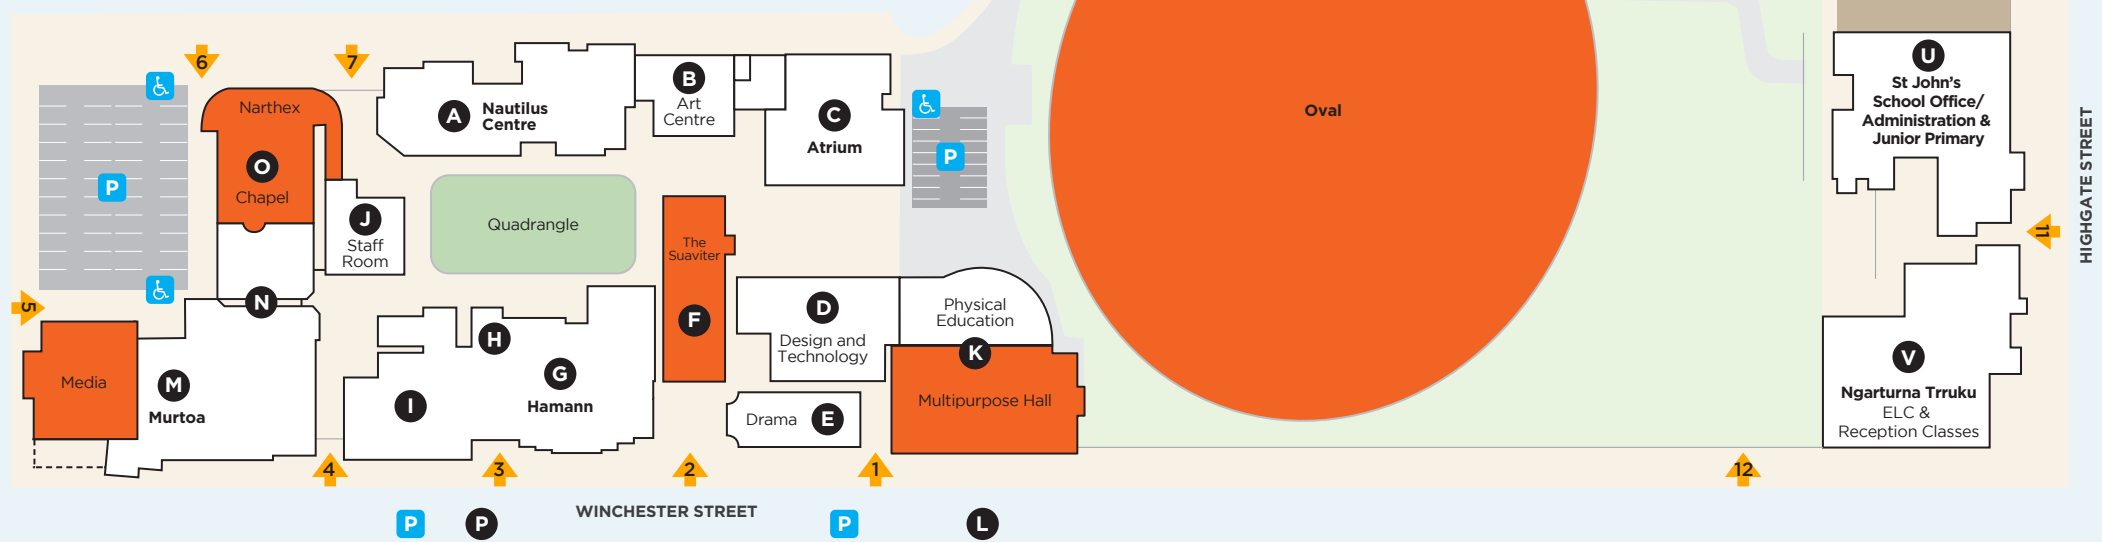 6
7
Narthex
O
Chapel
P
J
Staff
Room
A
Nautilus
Centre
B
Art
Centre
C
Atrium
P
Quadrangle
The
Suaviter
F
Oval
U
St John's
School Office/
Administration &
Junior Primary
11
HIGHGATE STREET
5
N
Media
M
Murtoa
H
G
Hamann
I
D
Design and
Technology
Physical
Education
K
Multipurpose Hall
Drama
E
V
Ngarturna Trruku
ELC &
Reception Classes
4
3
2
1
12
WINCHESTER STREET
P
P
P
L